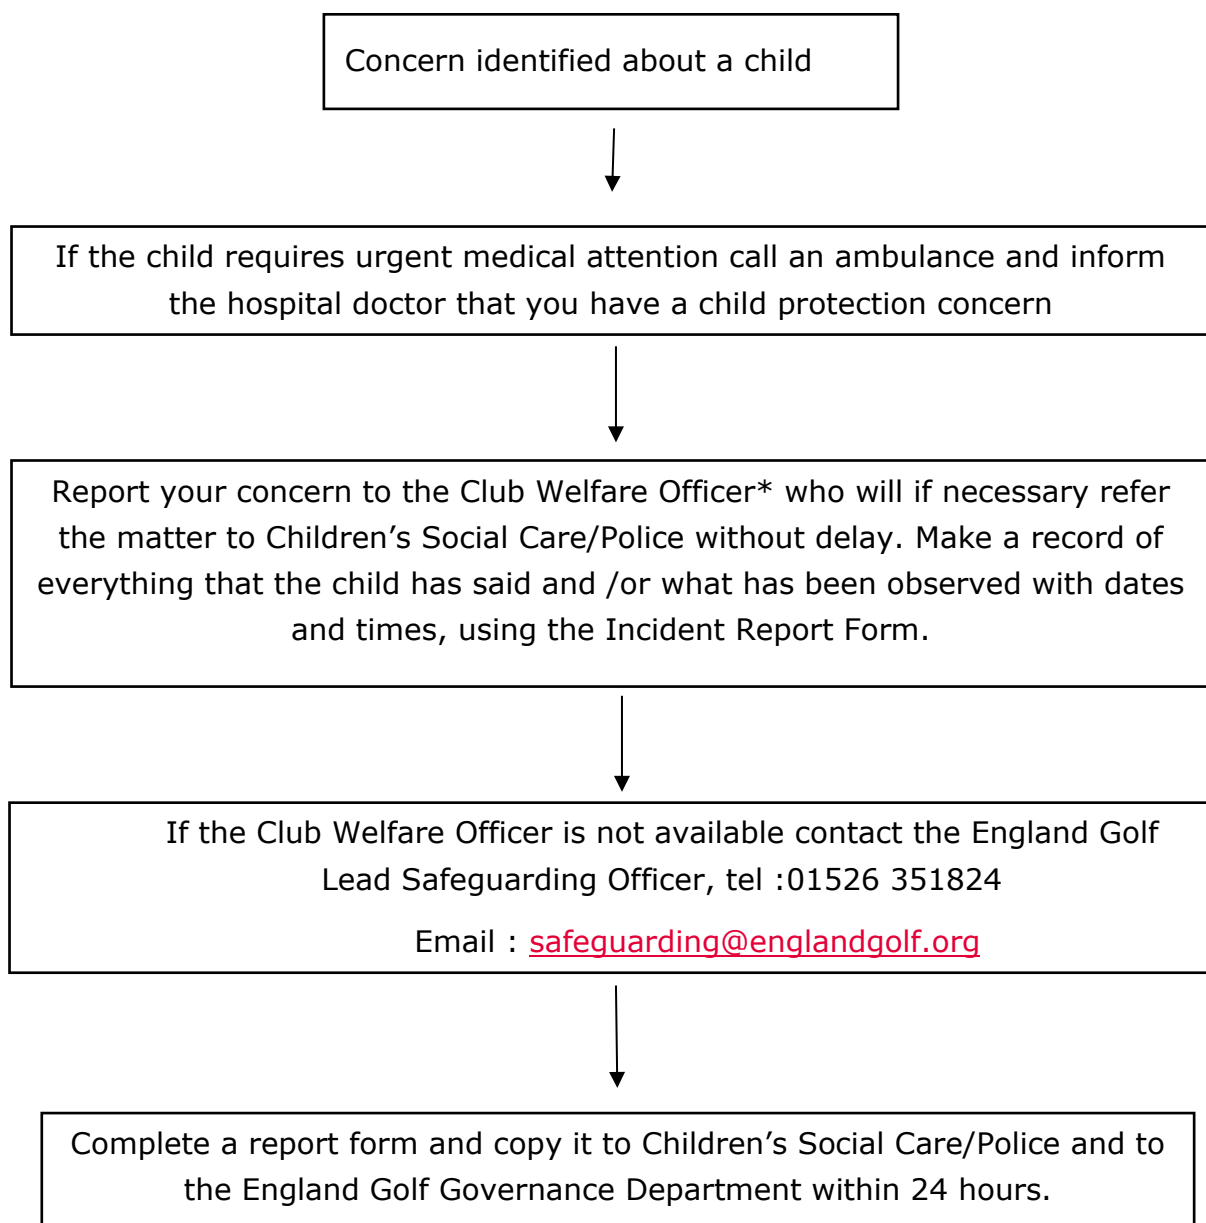 Concern identified about a child
If the child requires urgent medical attention call an ambulance and inform
the hospital doctor that you have a child protection concern
Report your concern to the Club Welfare Officer* who will if necessary refer
the matter to Children’s Social Care/Police without delay. Make a record of
everything that the child has said and /or what has been observed with dates
and times, using the Incident Report Form.
If the Club Welfare Officer is not available contact the England Golf
Lead Safeguarding Officer, tel :01526 351824
Email : safeguarding@englandgolf.org
Complete a report form and copy it to Children’s Social Care/Police and to
the England Golf Governance Department within 24 hours.